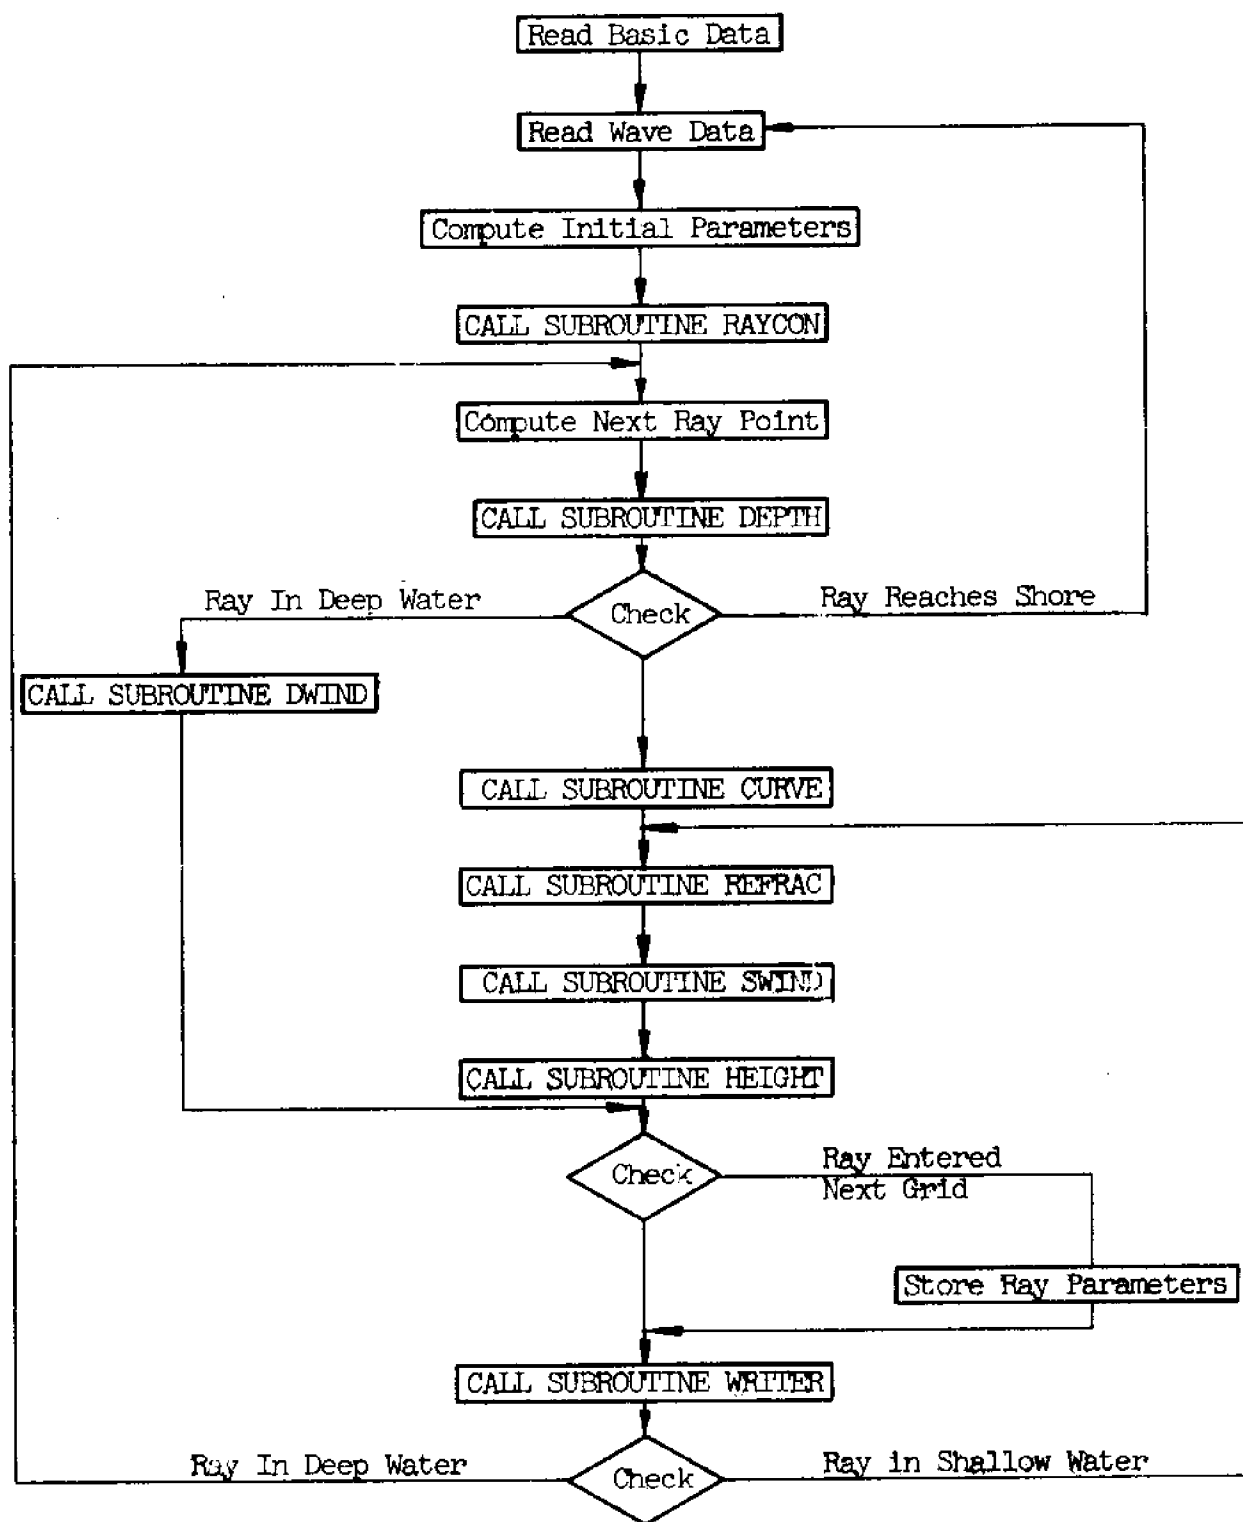 Read Basic Data
Read Wave Data
Compute Initial Parameters
CALL SUBROUTINE RAYCON
Compute Next Ray Point
CALL SUBROUTINE DEPTH
Ray In Deep Water
Check
Ray Reaches Shore
CALL SUBROUTINE DWIND
CALL SUBROUTINE CURVE
CALL SUBROUTINE REFRAC
CALL SUBROUTINE SWIND
CALL SUBROUTINE HEIGHT
Check
Ray Entered
Next Grid
Store Ray Parameters
CALL SUBROUTINE WRITER
Ray In Deep Water
Check
Ray in Shallow Water